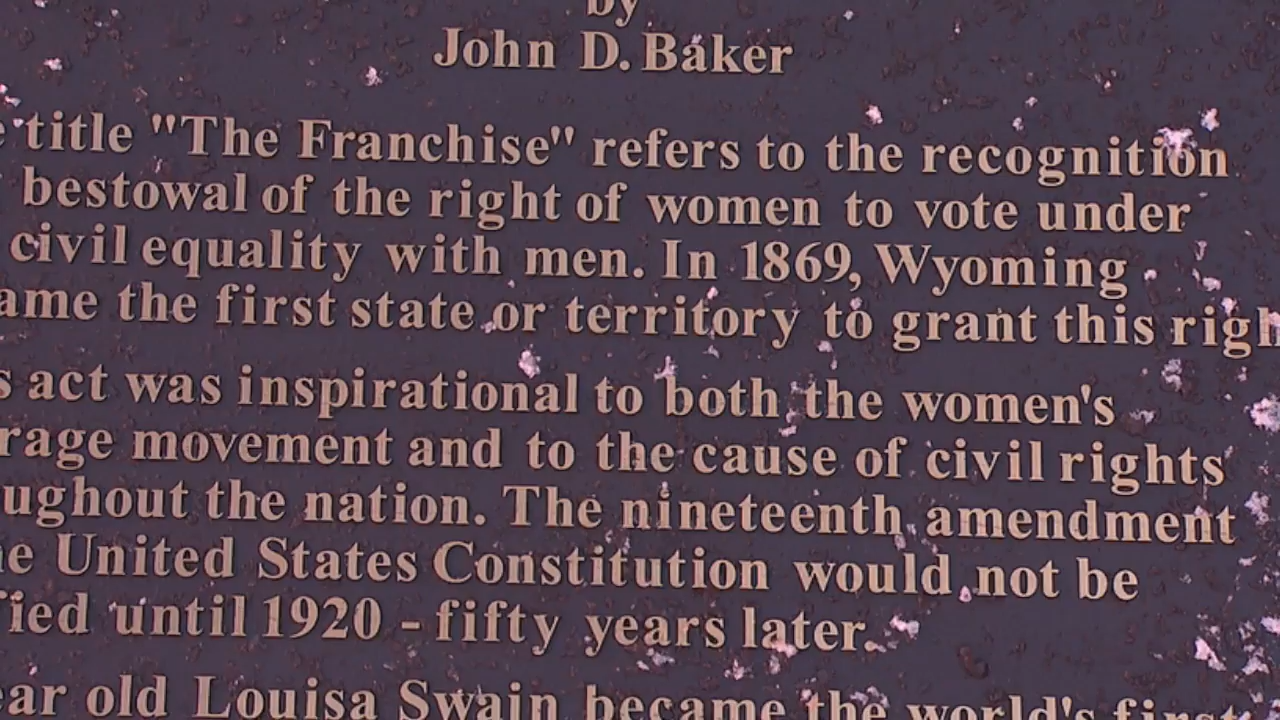 by
John D. Baker
title "The Franchise" refers to the recognition
bestowal of the right of women to vote under
civil equality with men. In 1869, Wyoming
ame the first state or territory to grant this righ
s act was inspirational to both the women's
rage movement and to the cause of civil rights
ughout the nation. The nineteenth amendment
e United States Constitution would not be
fied until 1920 - fifty years later.
ear old Louisa Swain became the world's first